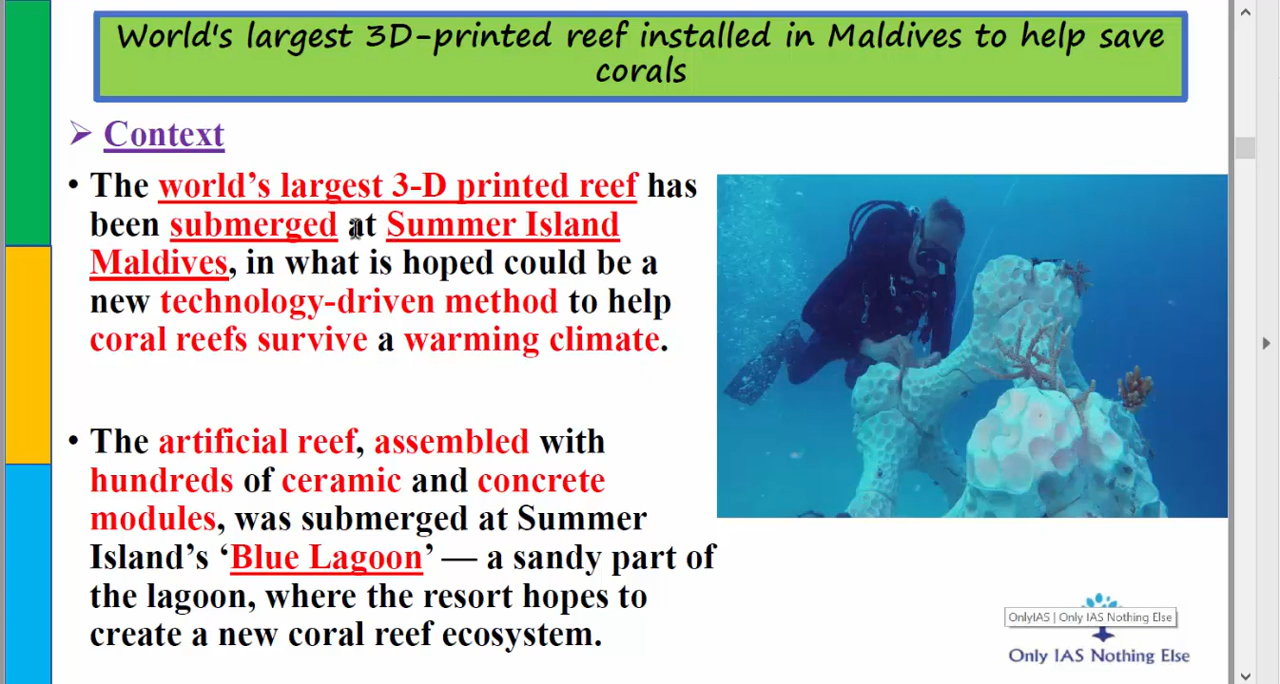 World's largest 3D-printed reef installed in Maldives to help save
corals
➢ Context
• The world's largest 3-D printed reef has
been submerged at Summer Island
Maldives, in what is hoped could be a
new technology-driven method to help
coral reefs survive a warming climate.
• The artificial reef, assembled with
hundreds of ceramic and concrete
modules, was submerged at Summer
Island's ‘Blue Lagoon’ — a sandy part of
the lagoon, where the resort hopes to
create a new coral reef ecosystem.
OnlyIAS | Only IAS Nothing Else
Only IAS Nothing Else